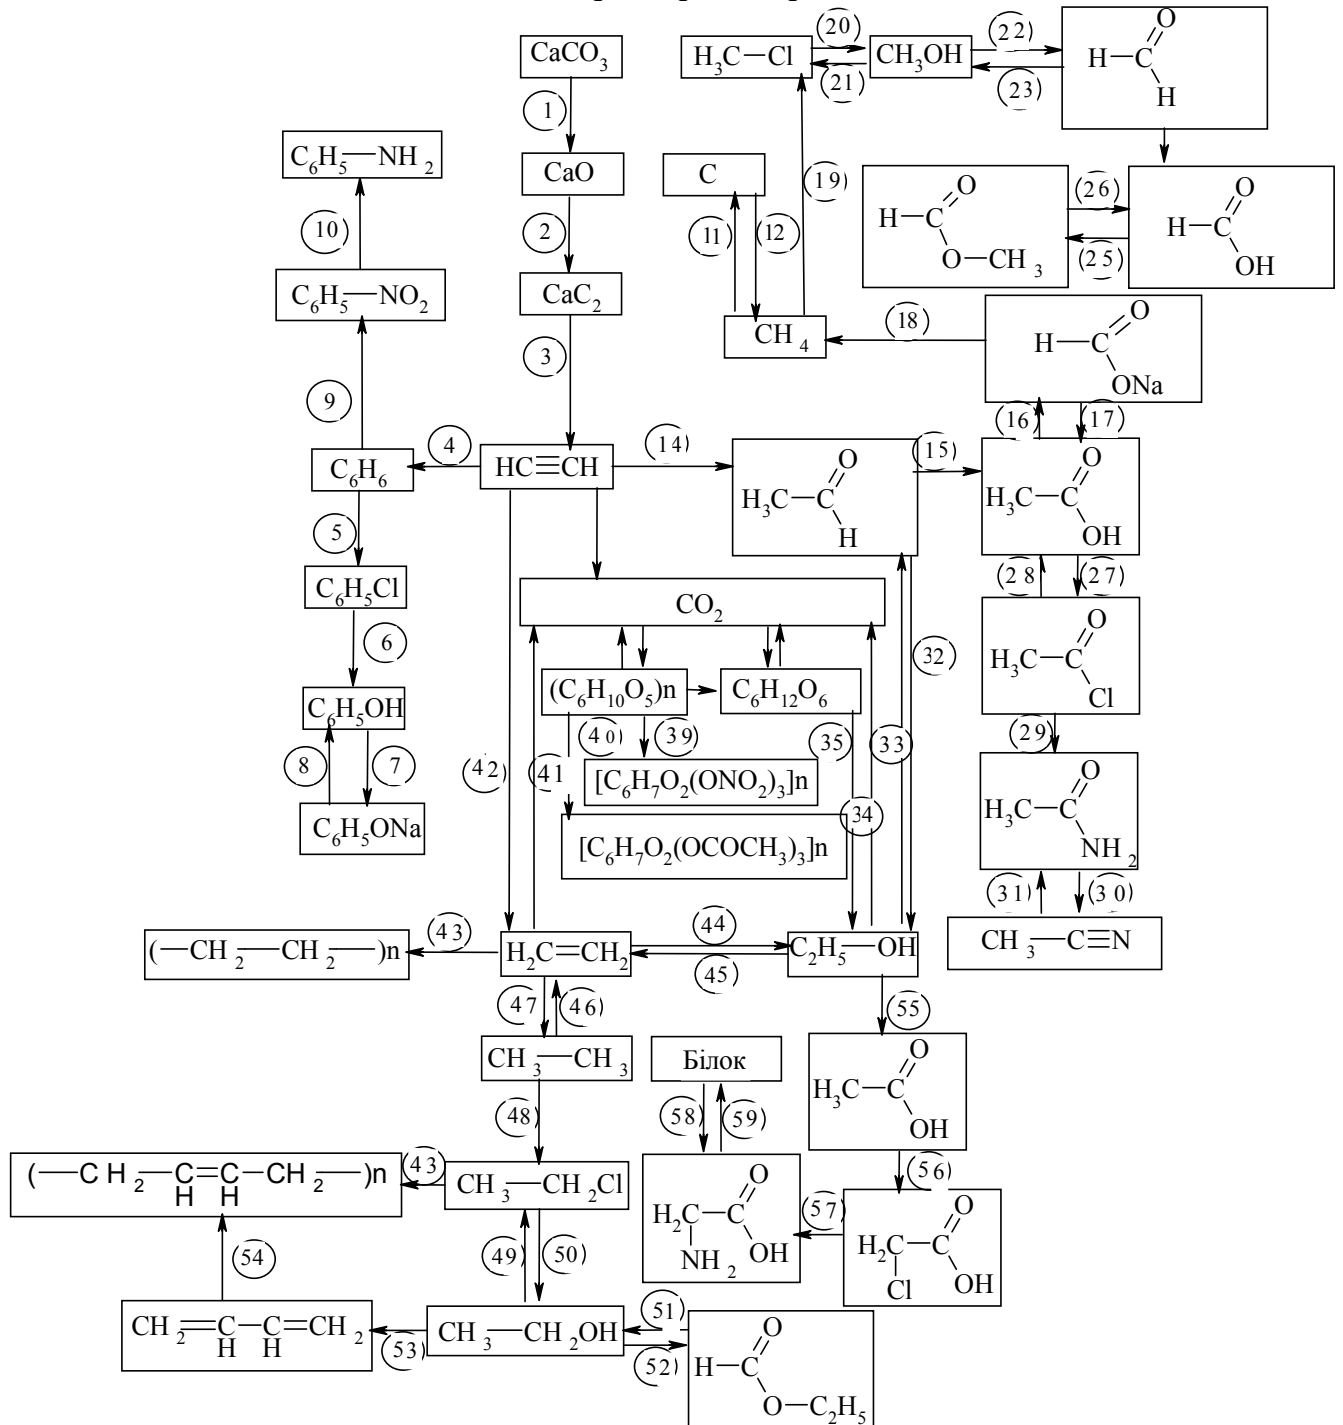 CaCO3
1
CaO
2
CaC2
3
HC≡CH
C6H5—NH2
10
C6H5—NO2
9
4
C6H6
5
C6H5Cl
6
C6H5OH
8
7
C6H5ONa
H3C—Cl
20
21
CH3OH
22
23
H—C
O
H
C
11
12
19
CH4
18
H—C
O
O—CH3
26
25
H—C
O
OH
H—C
O
ONa
16
17
14
H3C—C
O
H
15
H3C—C
O
OH
28
27
H3C—C
O
Cl
29
H3C—C
O
NH2
31
30
CH3—C≡N
CO2
(C6H10O5)n
C6H12O6
32
33
34
35
40
39
41
42
[C6H7O2(ONO2)3]n
[C6H7O2(OCOCH3)3]n
(—CH2—CH2—)n
43
H2C=CH2
44
45
C2H5—OH
47
46
55
CH3—CH3
48
Білок
58
59
H3C—C
O
OH
56
(—CH2—CH=CH—CH2—)n
43
CH3—CH2Cl
H2C—C
O
OH
NH2
57
H2C—C
O
OH
Cl
54
49
50
CH2=CH—CH=CH2
53
CH3—CH2OH
51
52
H—C
O
O—C2H5